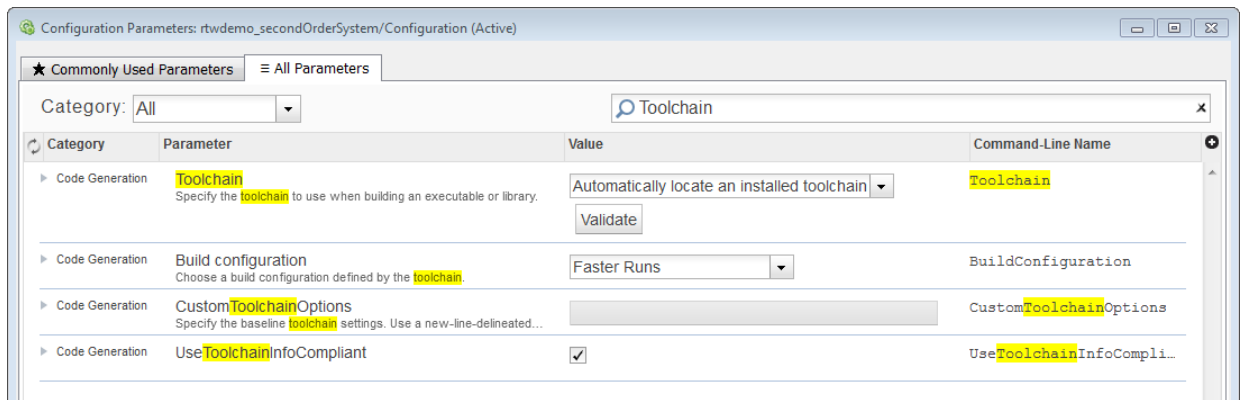 Configuration Parameters: rtwdemo_secondOrderSystem/Configuration (Active)
★ Commonly Used Parameters ≡ All Parameters
Category: All Toolchain
Category Parameter Value Command-Line Name
Code Generation Toolchain Automatically locate an installed toolchain Toolchain
Specify the toolchain to use when building an executable or library.
Validate
Code Generation Build configuration Faster Runs BuildConfiguration
Choose a build configuration defined by the toolchain.
Code Generation CustomToolchainOptions CustomToolchainOptions
Specify the baseline toolchain settings. Use a new-line-delineated...
Code Generation UseToolchainInfoCompliant UseToolchainInfoCompli...